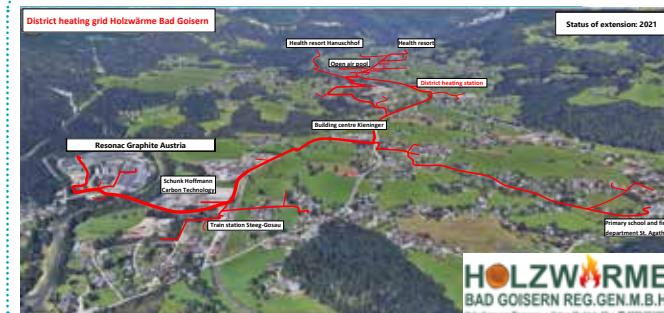 District heating grid Holzwärme Bad Goisern
Status of extension: 2021
Health resort Hanuschhof
Health resort
Open air pool
District heating station
Building centre Kieninger
Resonac Graphite Austria
Schunk Hoffmann
Carbon Technology
Train station Steeg-Gosau
Primary school and fi
department St. Agath
HOLZWÄRME
BAD GOISERN REG.GEN.M.B.H